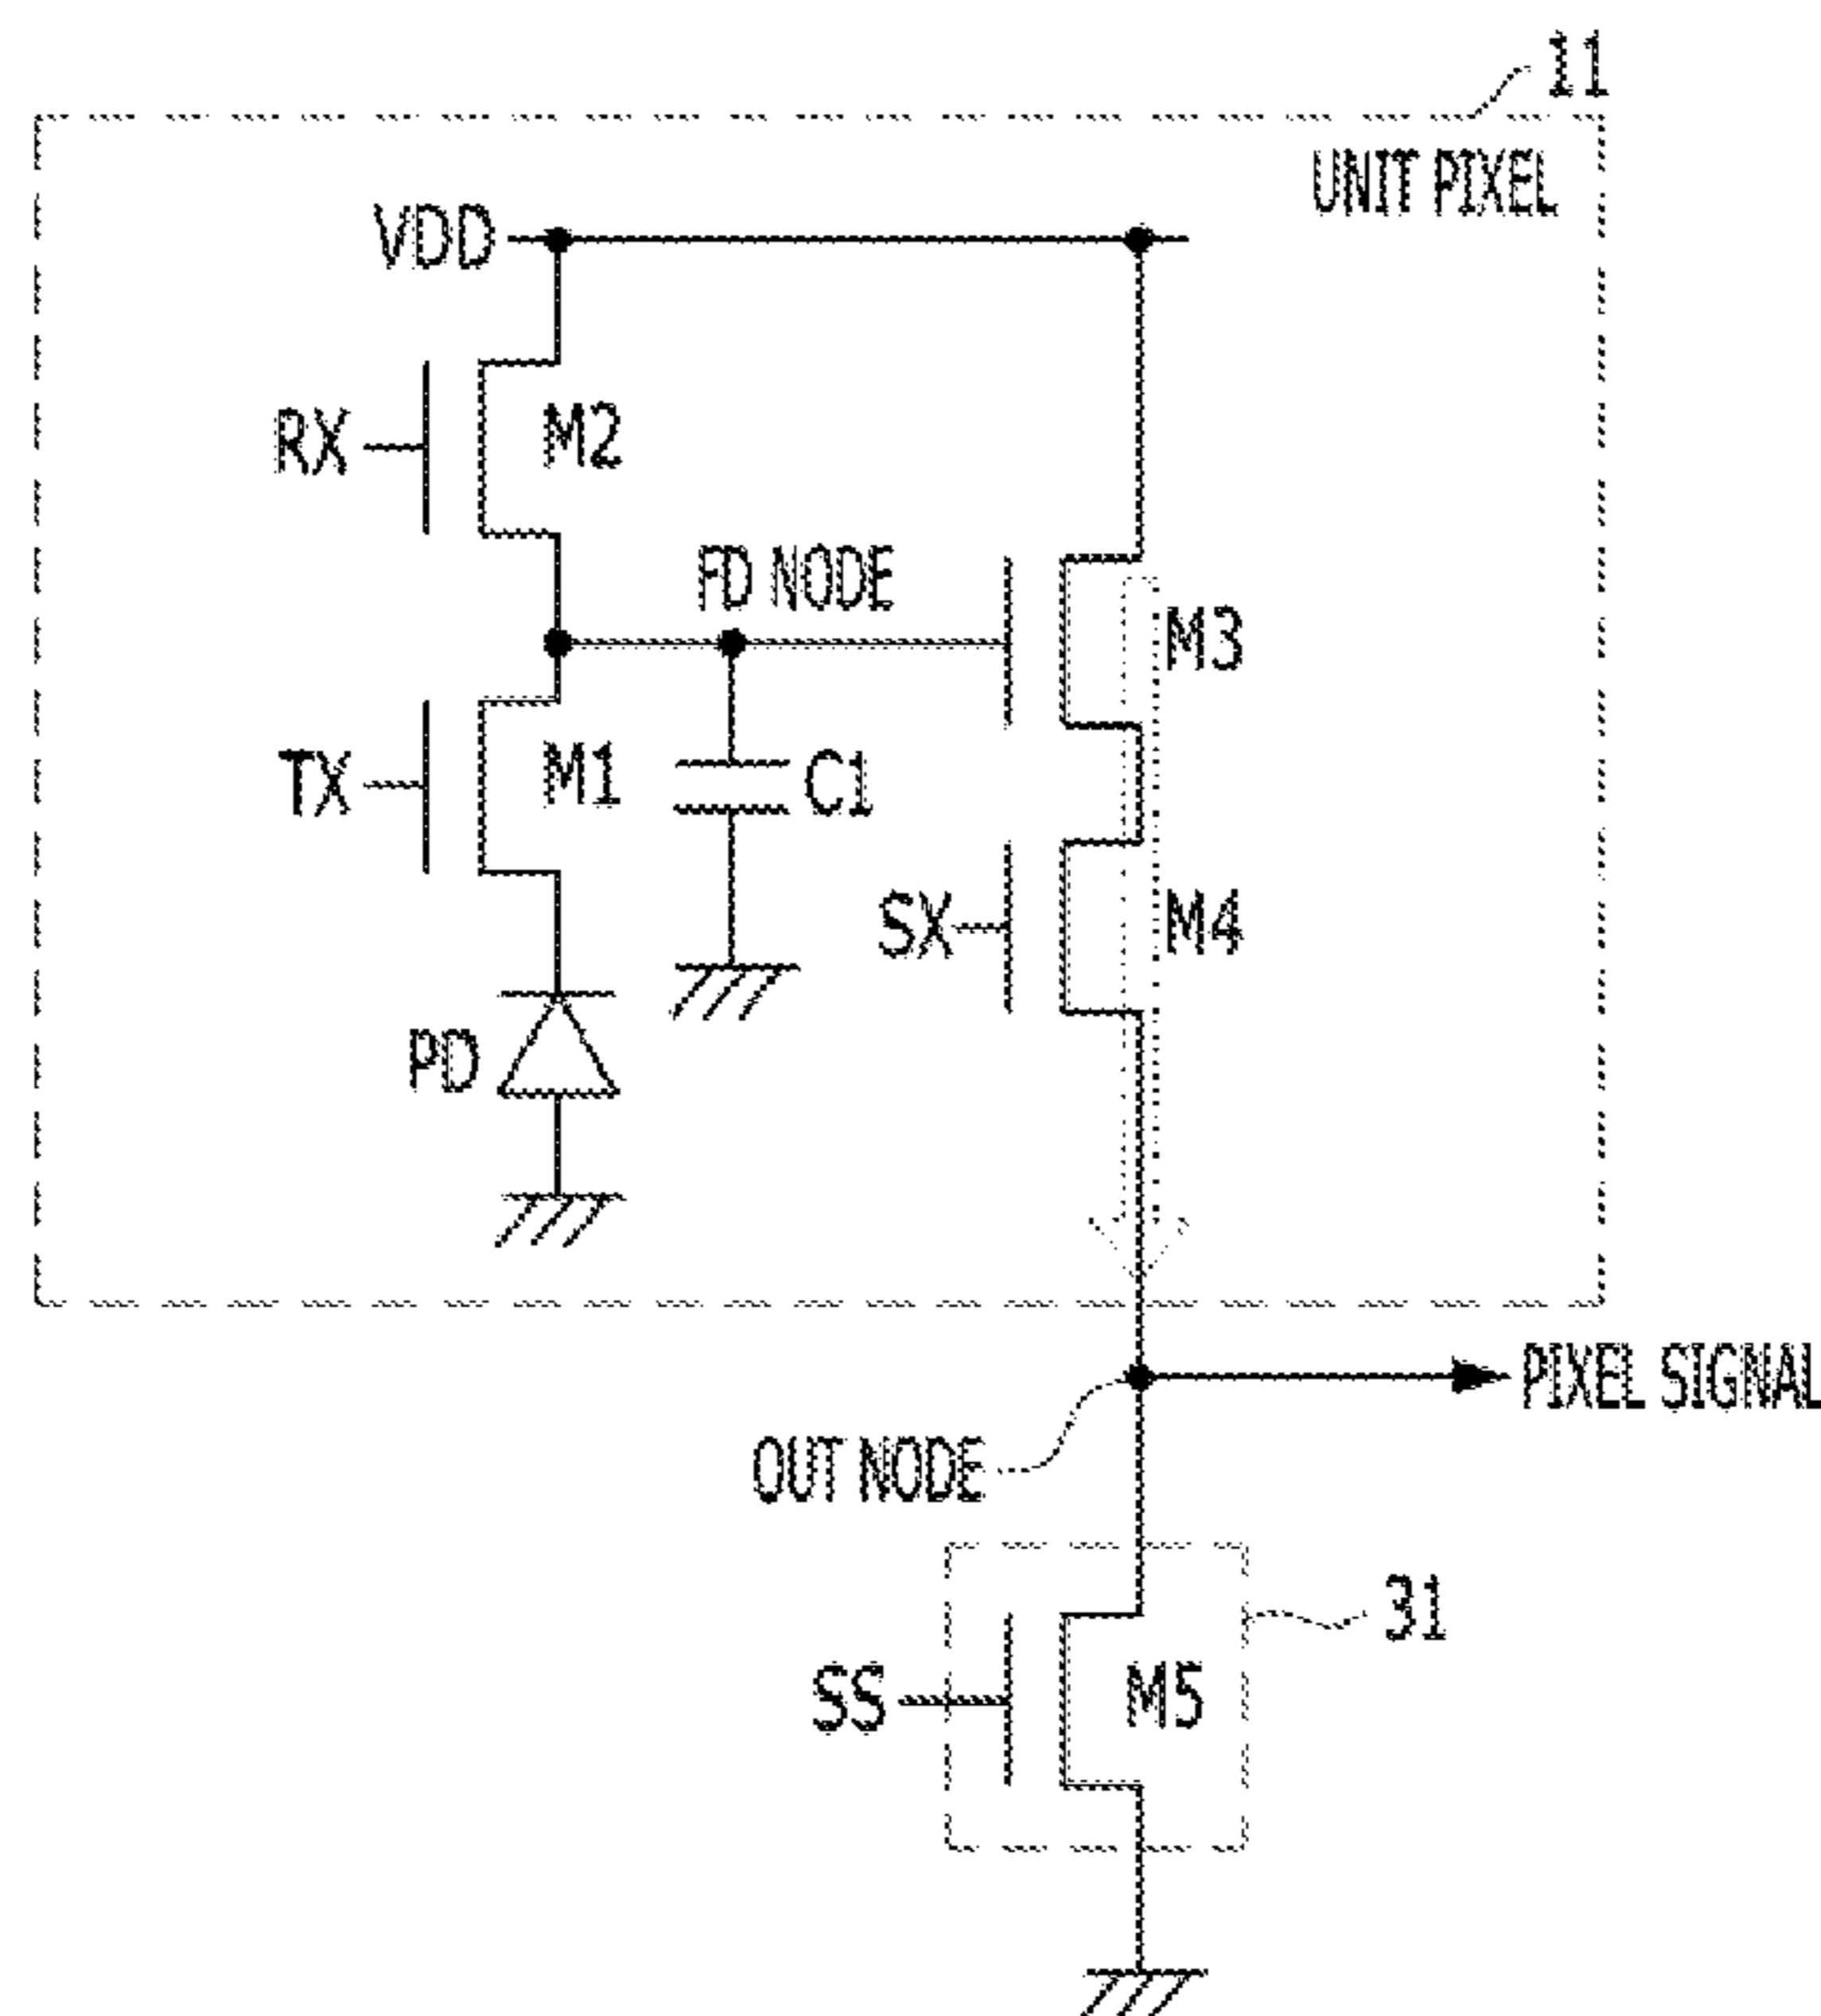 11
UNIT PIXEL
VDD
RX
M2
FD NODE
M3
TX
M1
C1
SX
M4
PD
PIXEL SIGNAL
OUT NODE
31
SS
M5